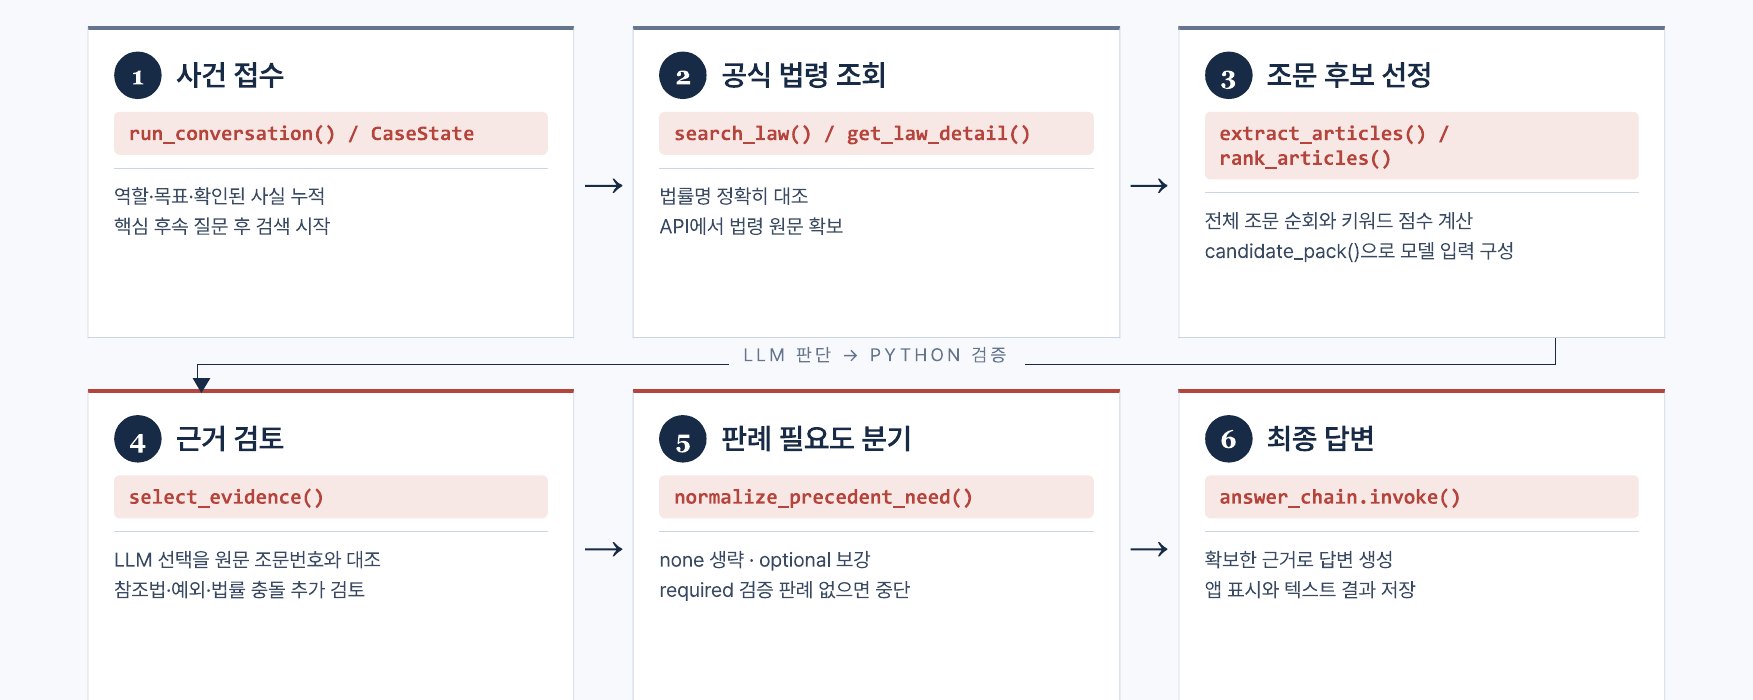 1 사건 접수
run_conversation() / CaseState
역할·목표·확인된 사실 누적
핵심 후속 질문 후 검색 시작
2 공식 법령 조회
search_law() / get_law_detail()
법률명 정확히 대조
API에서 법령 원문 확보
3 조문 후보 선정
extract_articles() /
rank_articles()
전체 조문 순회와 키워드 점수 계산
candidate_pack()으로 모델 입력 구성
LLM 판단 → PYTHON 검증
4 근거 검토
select_evidence()
LLM 선택을 원문 조문번호와 대조
참조법·예외·법률 충돌 추가 검토
5 판례 필요도 분기
normalize_precedent_need()
none 생략 · optional 보강
required 검증 판례 없으면 중단
6 최종 답변
answer_chain.invoke()
확보한 근거로 답변 생성
앱 표시와 텍스트 결과 저장